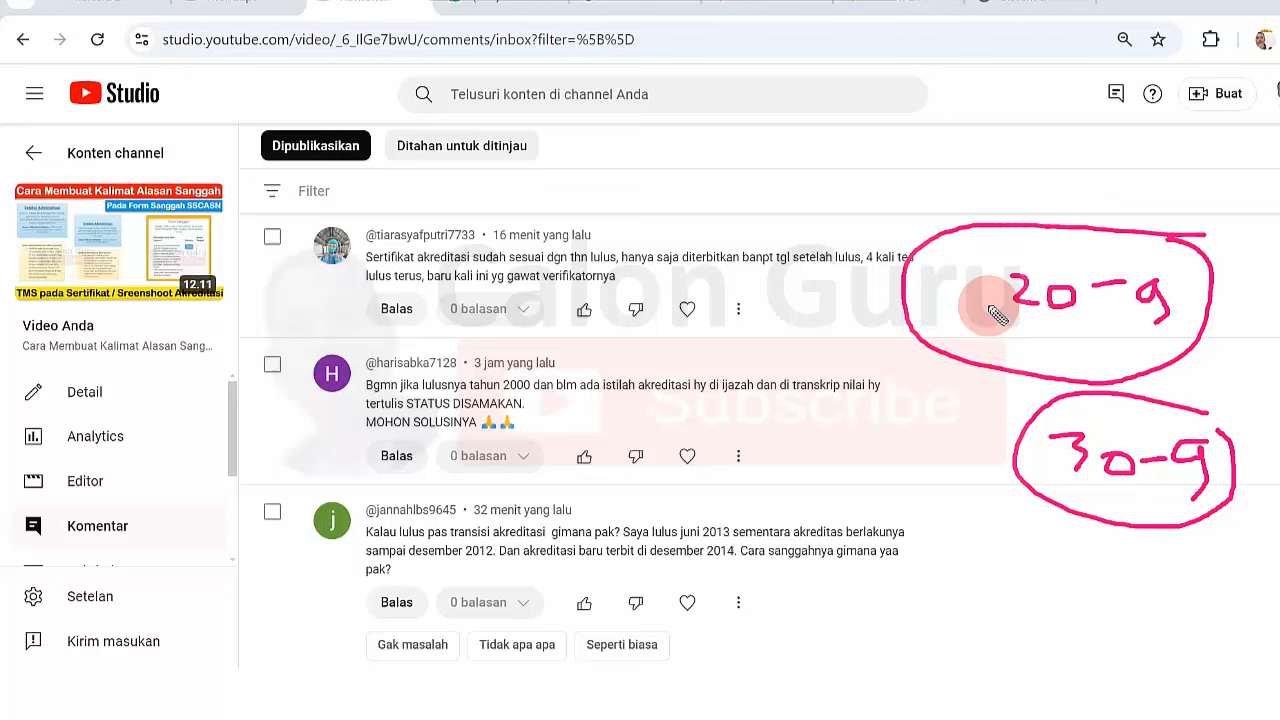 studio.youtube.com/video/_6_llGe7bwU/comments/inbox?filter=%5B%5D
Studio
Telusuri konten di channel Anda
Buat
Konten channel
Cara Membuat Kalimat Alasan Sanggah
Pada Form Sanggah SSCASN
12.11
TMS pada Sertifikat / Sreenshoot Akreditasi
Video Anda
Cara Membuat Kalimat Alasan Sang...
Detail
Analytics
Editor
Komentar
Setelan
Kirim masukan
Dipublikasikan
Ditahan untuk ditinjau
Filter
@tiarasyafputri7733 • 16 menit yang lalu
Sertifikat akreditasi sudah sesuai dgn thn lulus, hanya saja diterbitkan banpt tgl setelah lulus, 4 kali tes
lulus terus, baru kali ini yg gawat verifikatornya
Balas
0 balasan
@harisabka7128 • 3 jam yang lalu
Bgmn jika lulusnya tahun 2000 dan blm ada istilah akreditasi hy di ijazah dan di transkrip nilai hy
tertulis STATUS DISAMAKAN.
MOHON SOLUSINYA 🙏🙏
Balas
0 balasan
@jannahlbs9645 • 32 menit yang lalu
Kalau lulus pas transisi akreditasi gimana pak? Saya lulus juni 2013 sementara akreditas berlakunya
sampai desember 2012. Dan akreditasi baru terbit di desember 2014. Cara sanggahnya gimana yaa
pak?
Balas
0 balasan
Gak masalah
Tidak apa apa
Seperti biasa
20-9
30-9
Calon Guru
Subscribe